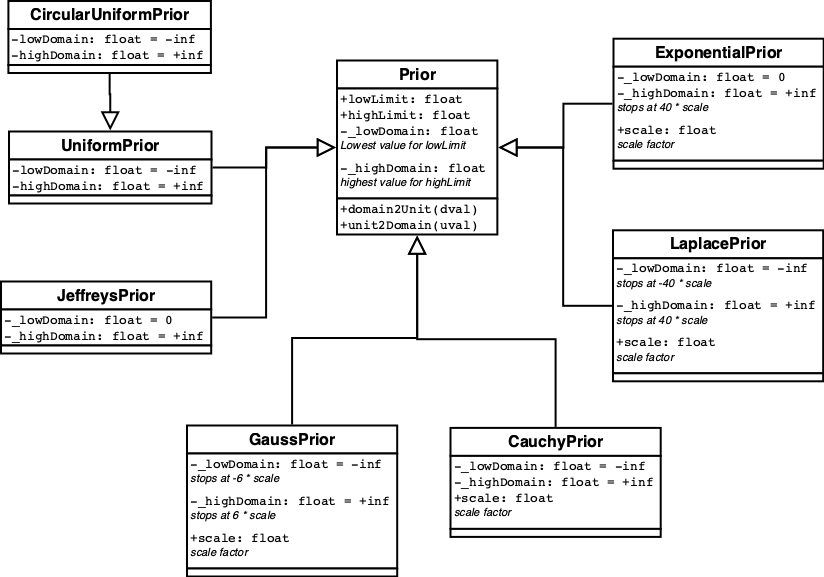 CircularUniformPrior
-lowDomain: float = -inf
-highDomain: float = +inf
UniformPrior
-lowDomain: float = -inf
-highDomain: float = +inf
JeffreysPrior
-_lowDomain: float = 0
-_highDomain: float = +inf
Prior
+lowLimit: float
+highLimit: float
-_lowDomain: float
Lowest value for lowLimit
-_highDomain: float
highest value for highLimit
+domain2Unit(dval)
+unit2Domain(uval)
ExponentialPrior
-_lowDomain: float = 0
-_highDomain: float = +inf
stops at 40 * scale
+scale: float
scale factor
LaplacePrior
-_lowDomain: float = -inf
stops at -40 * scale
-_highDomain: float = +inf
stops at 40 * scale
+scale: float
scale factor
GaussPrior
-_lowDomain: float = -inf
stops at -6 * scale
-_highDomain: float = +inf
stops at 6 * scale
+scale: float
scale factor
CauchyPrior
-_lowDomain: float = -inf
-_highDomain: float = +inf
+scale: float
scale factor